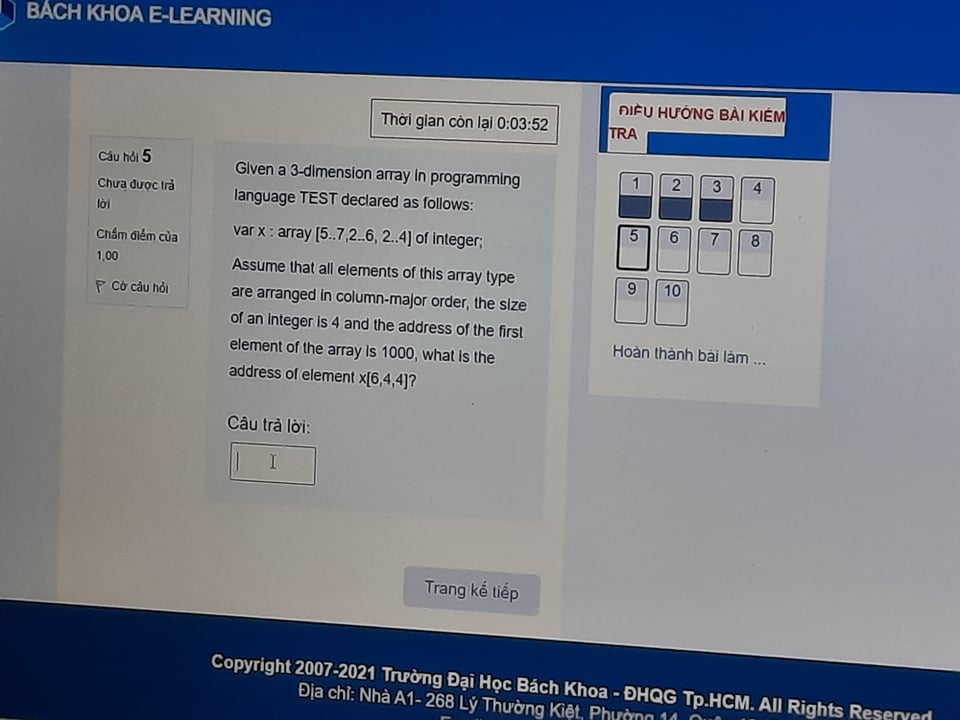 BÁCH KHOA E-LEARNING
Thời gian còn lại 0:03:52
Câu hỏi 5
Chưa được trả
lời
Chấm điểm của
1,00
Cờ câu hỏi
Given a 3-dimension array in programming
language TEST declared as follows:
var x : array [5..7,2..6, 2..4] of integer;
Assume that all elements of this array type
are arranged in column-major order, the size
of an integer is 4 and the address of the first
element of the array is 1000, what is the
address of element x[6,4,4]?
Câu trả lời:
Trang kế tiếp
ĐIỀU HƯỚNG BÀI KIỂM
TRA
1 2 3 4
5 6 7 8
9 10
Hoàn thành bài làm ...
Copyright 2007-2021 Trường Đại Học Bách Khoa - ĐHQG Tp.HCM. All Rights Reserved
Địa chỉ: Nhà A1- 268 Lý Thường Kiệt, Phường 14